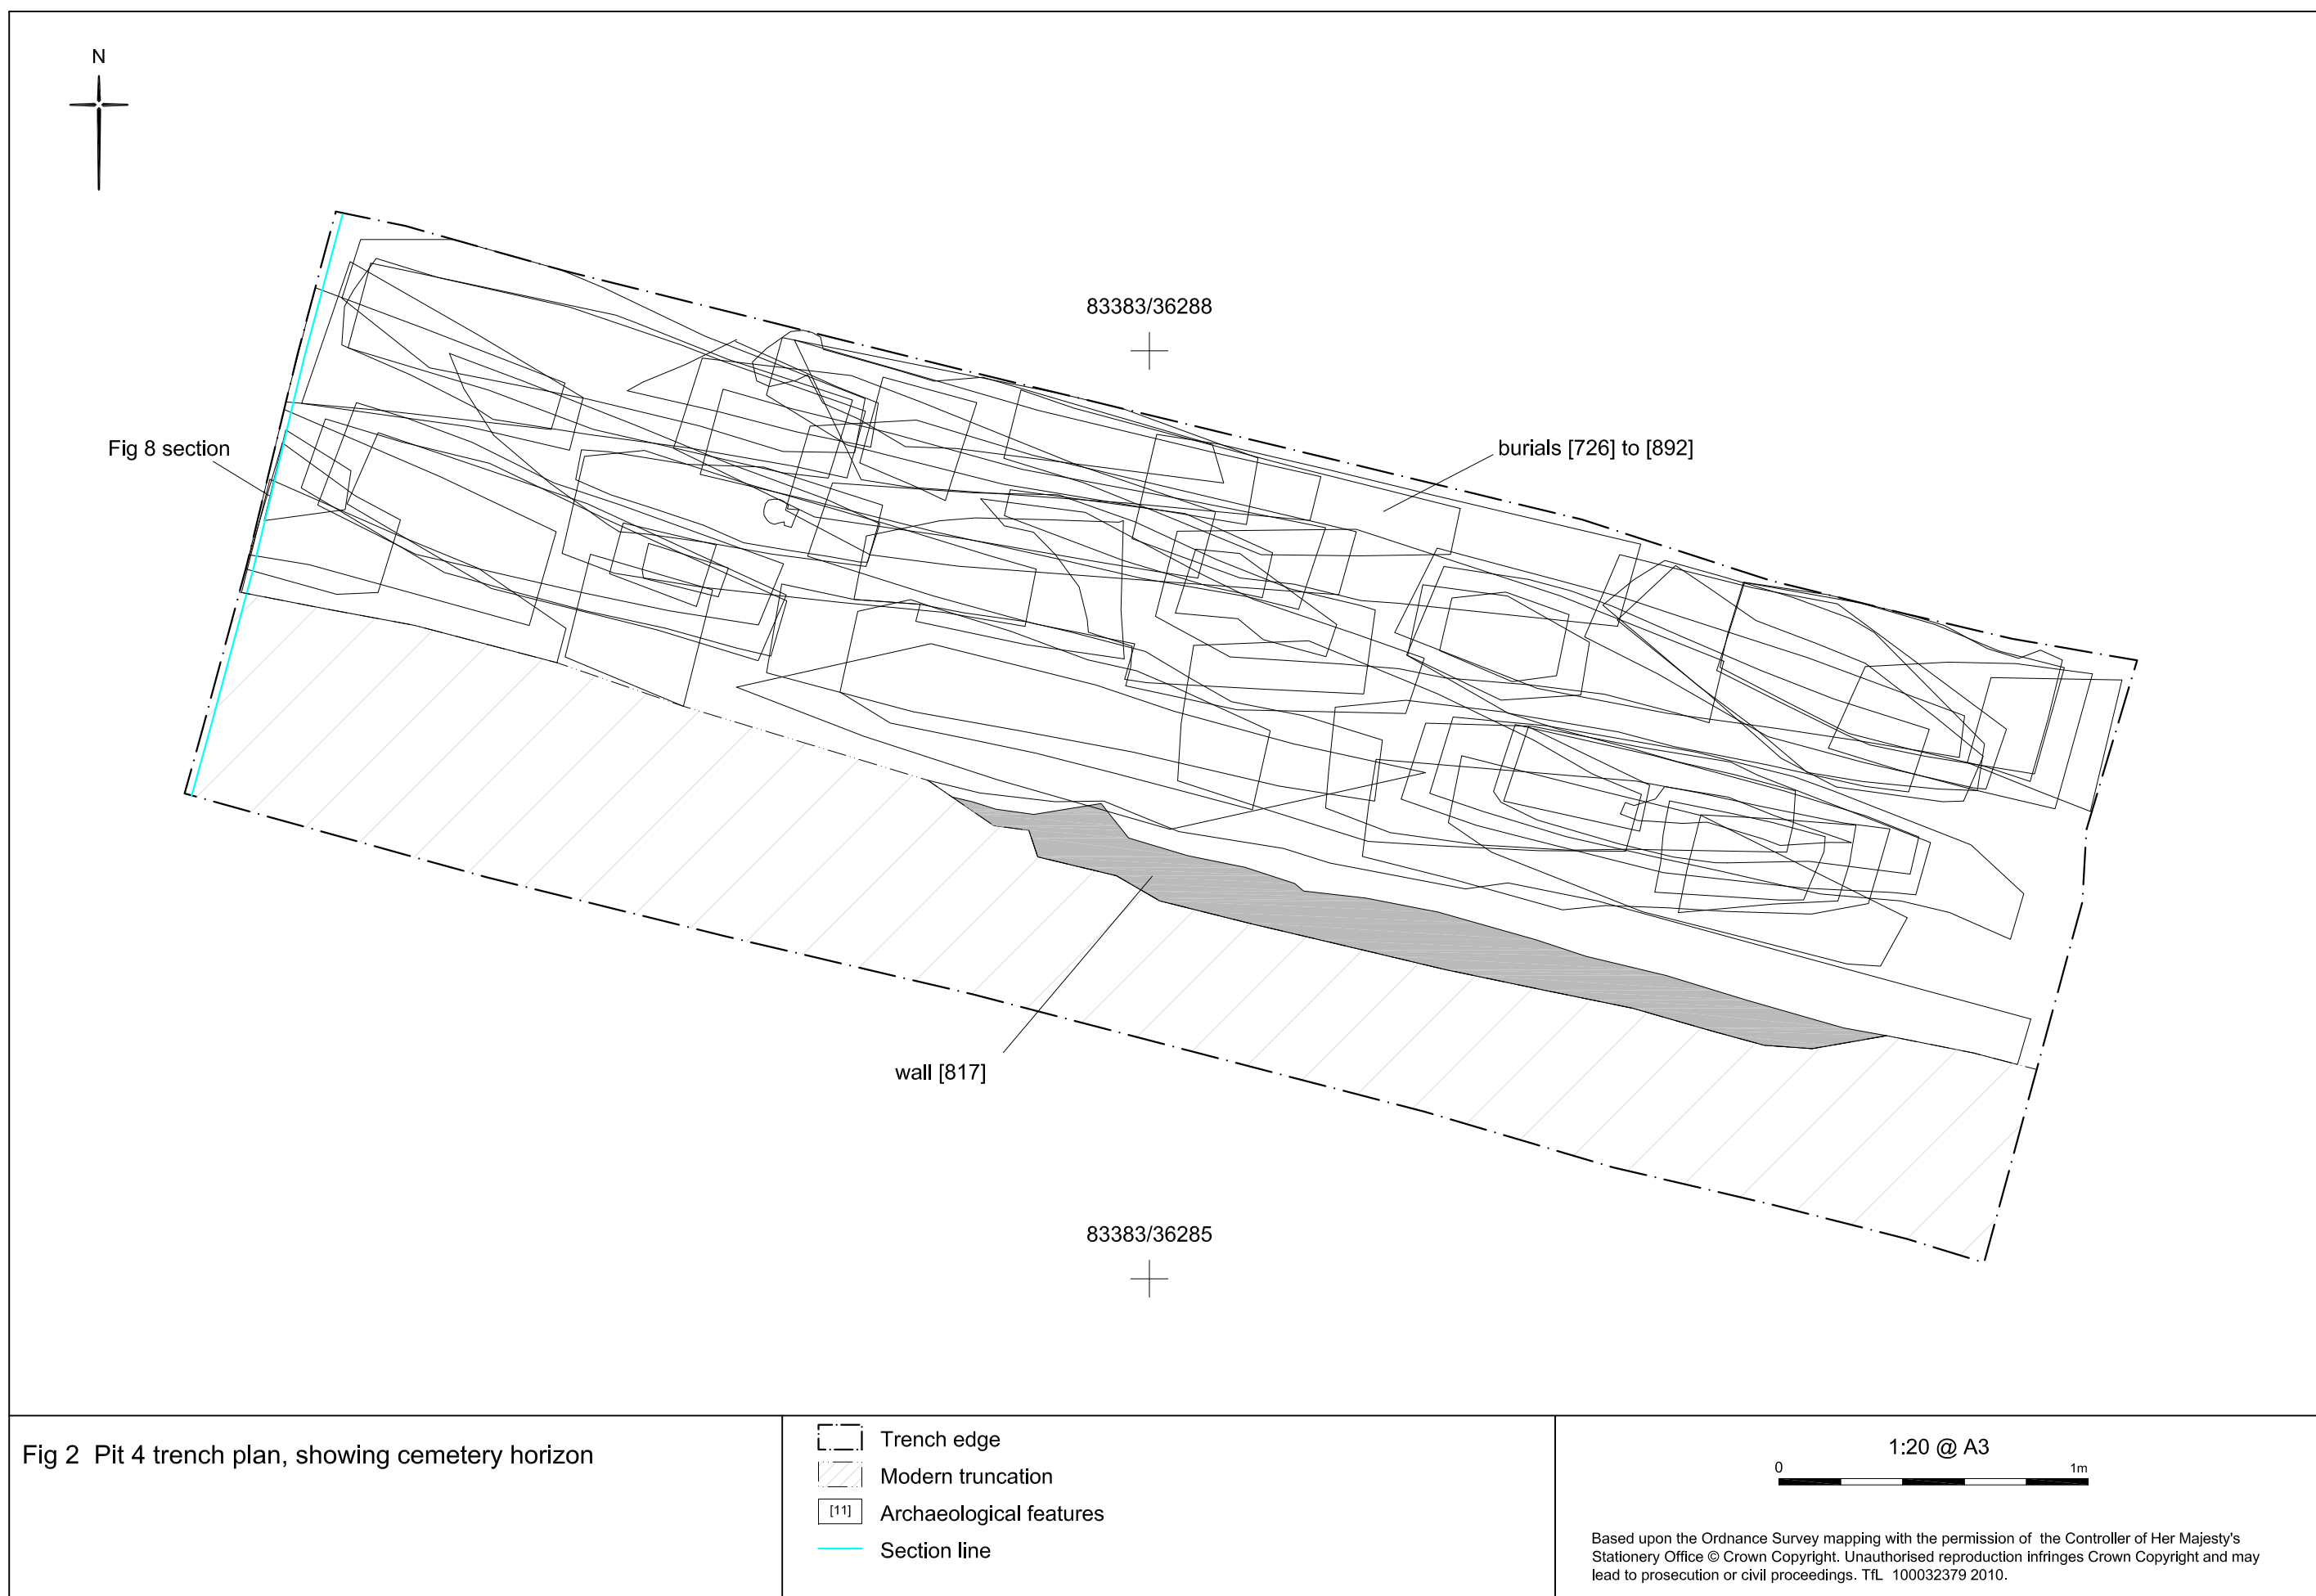 N
83383/36288
Fig 8 section
burials [726] to [892]
wall [817]
83383/36285
Fig 2 Pit 4 trench plan, showing cemetery horizon
Trench edge
Modern truncation
[11] Archaeological features
Section line
1:20 @ A3
0 1m
Based upon the Ordnance Survey mapping with the permission of the Controller of Her Majesty's
Stationery Office © Crown Copyright. Unauthorised reproduction infringes Crown Copyright and may
lead to prosecution or civil proceedings. TfL 100032379 2010.